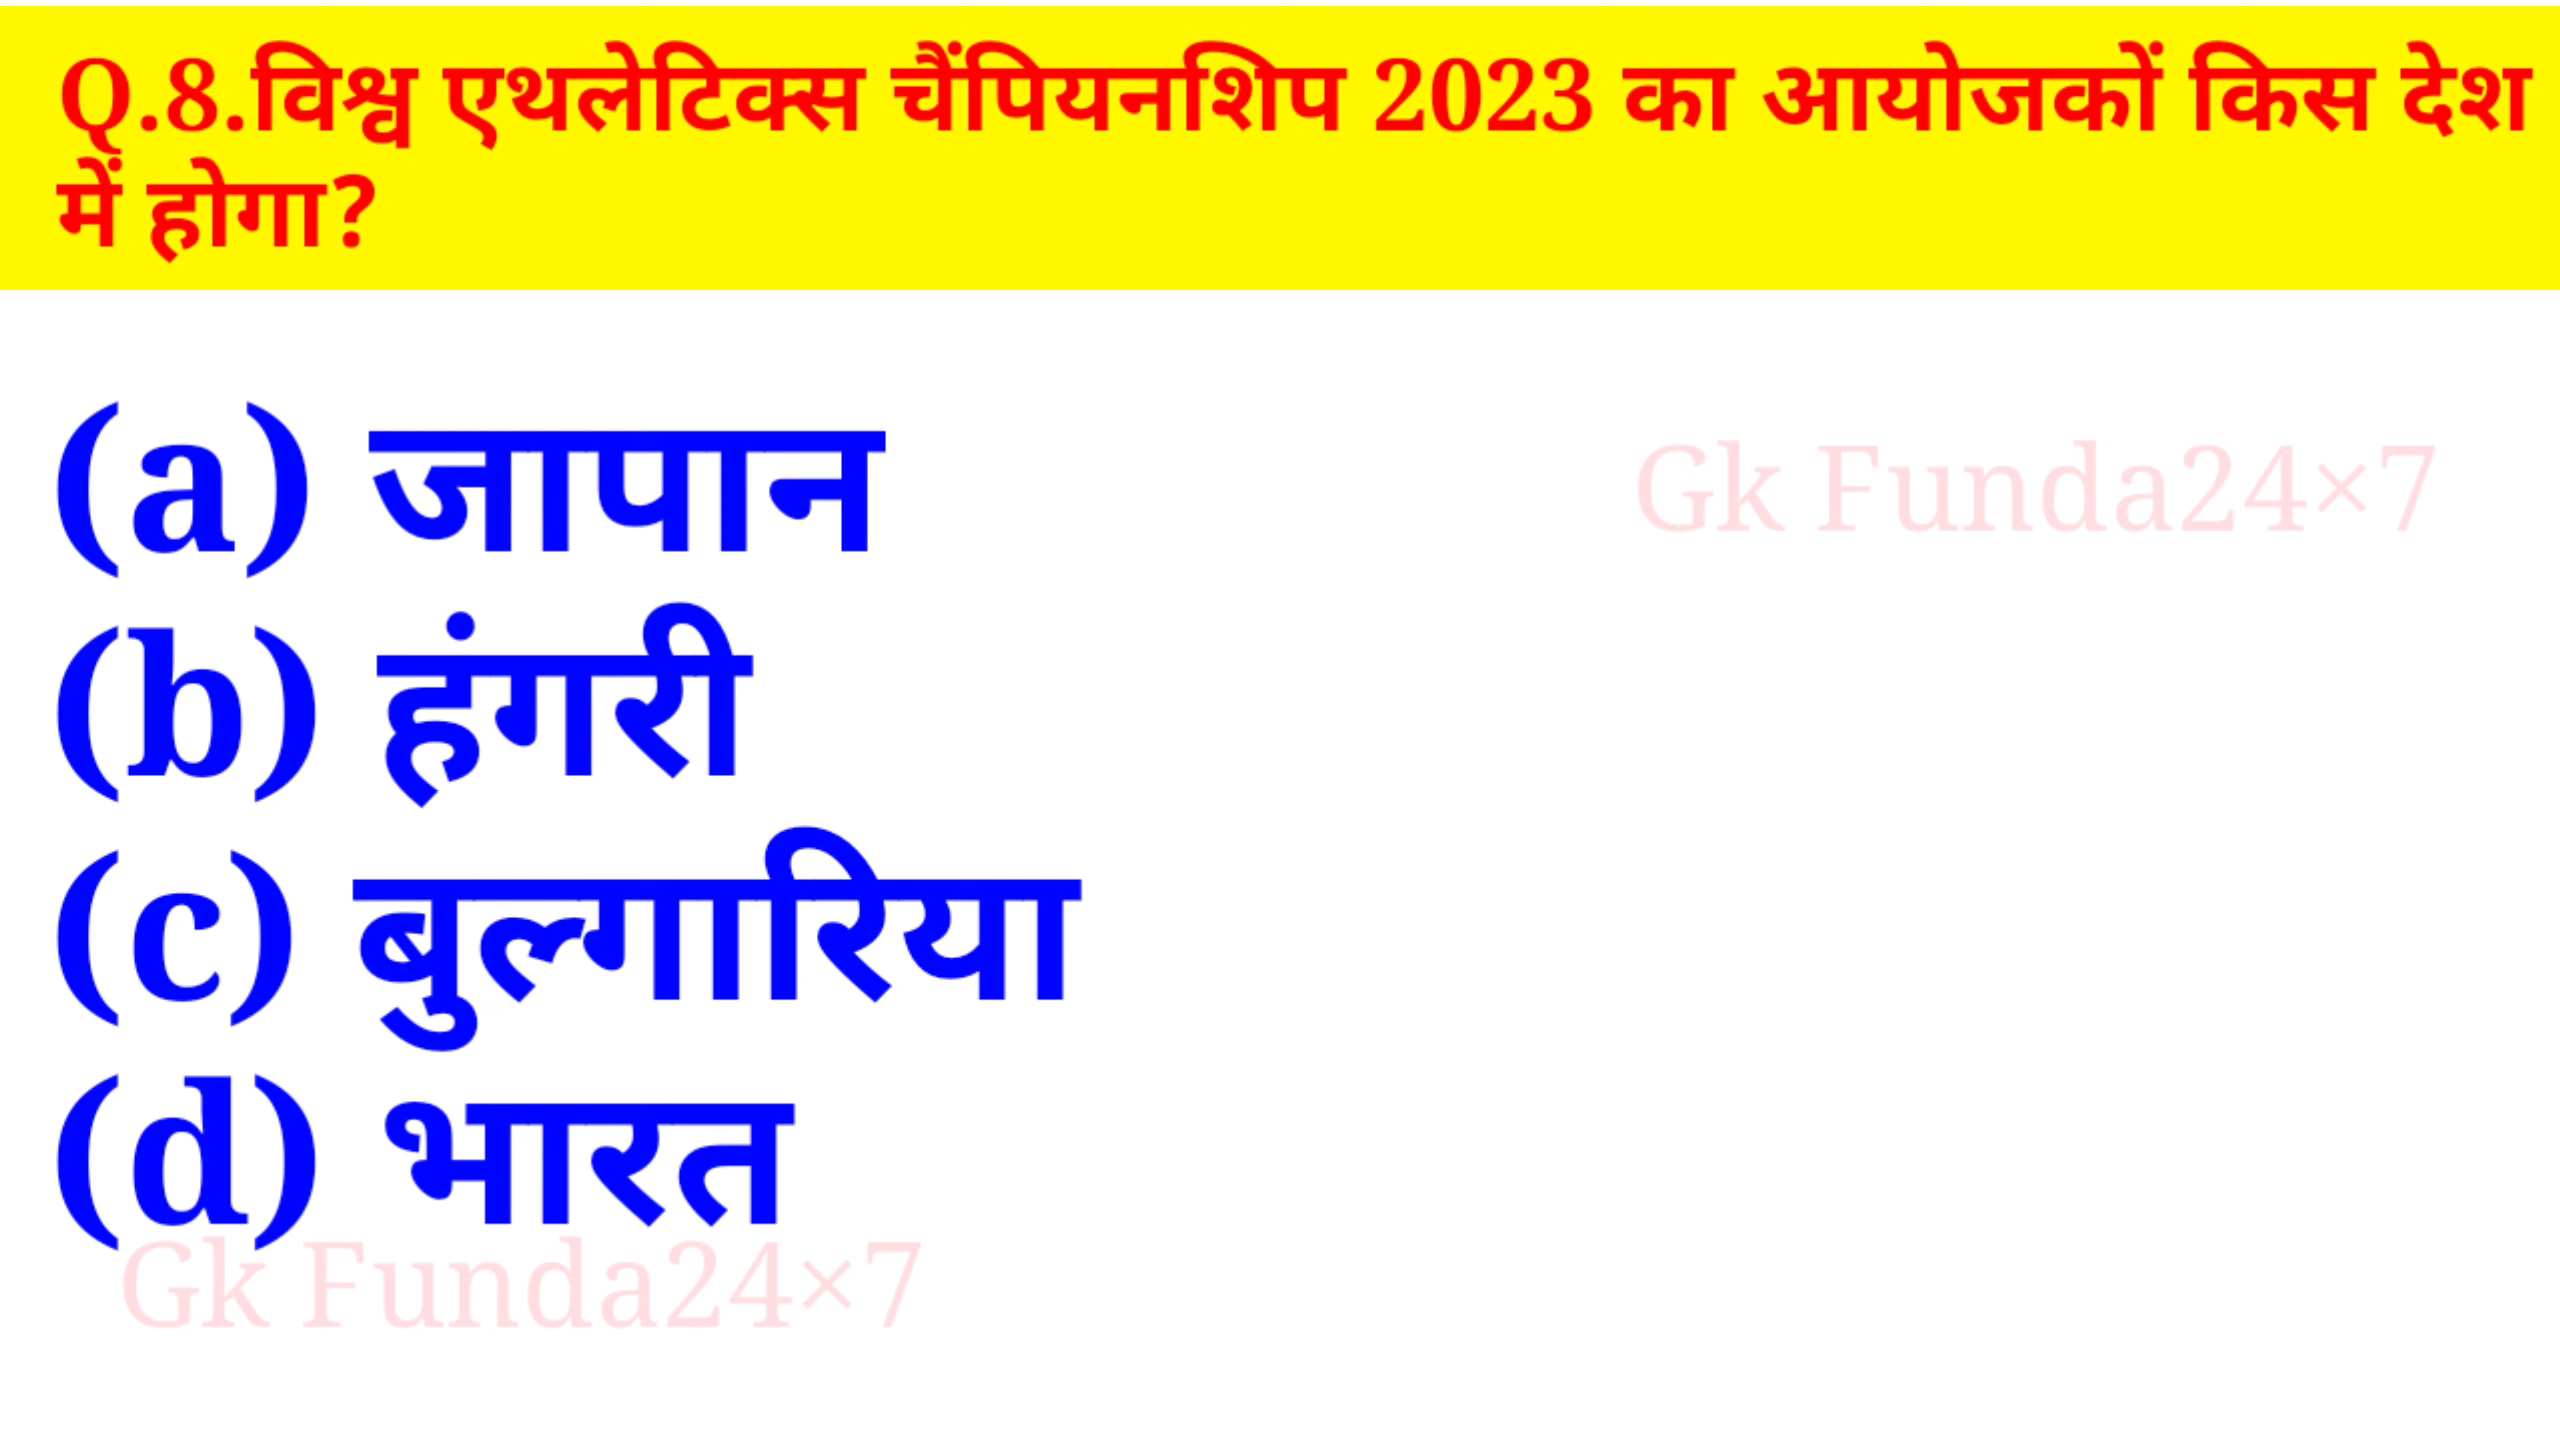 Q.8.विश्व एथलेटिक्स चैंपियनशिप 2023 का आयोजकों किस देश
में होगा?
(a) जापान
Gk Funda24×7
(b) हंगरी
(c) बुल्गारिया
(d) भारत
Gk Funda24×7